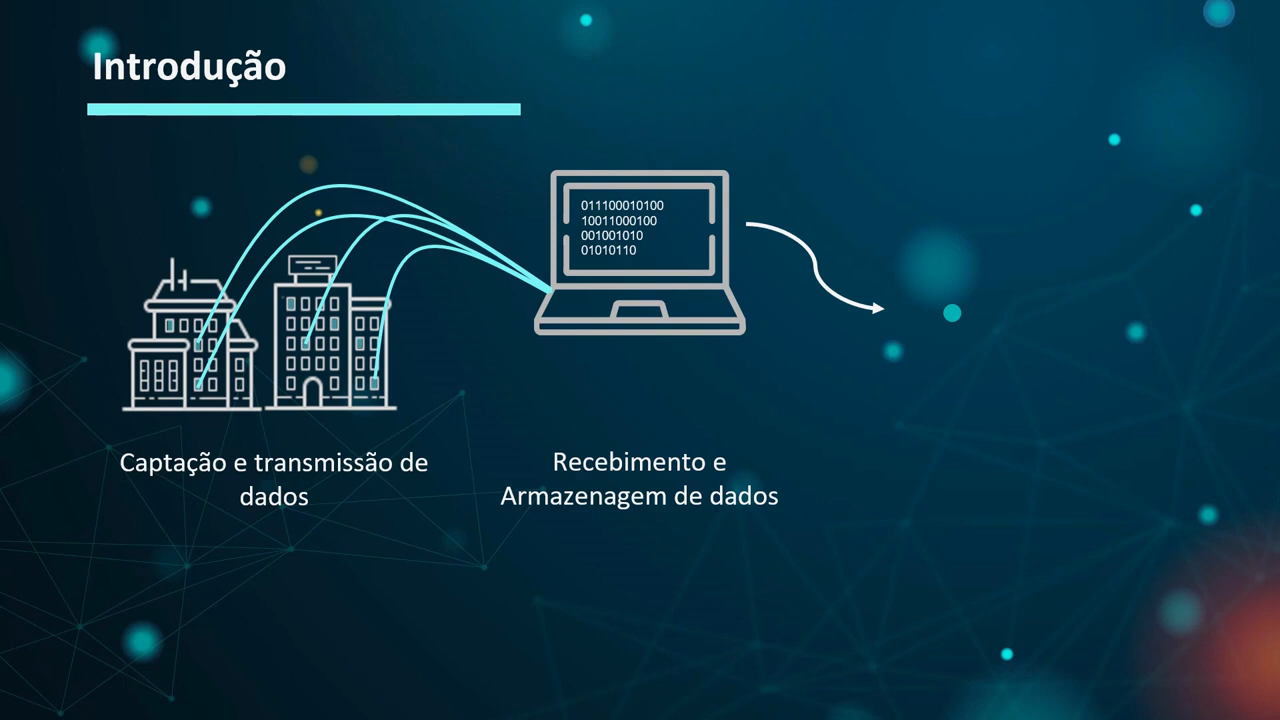 Introdução
011100010100
10011000100
001001010
01010110
Captação e transmissão de
dados
Recebimento e
Armazenagem de dados